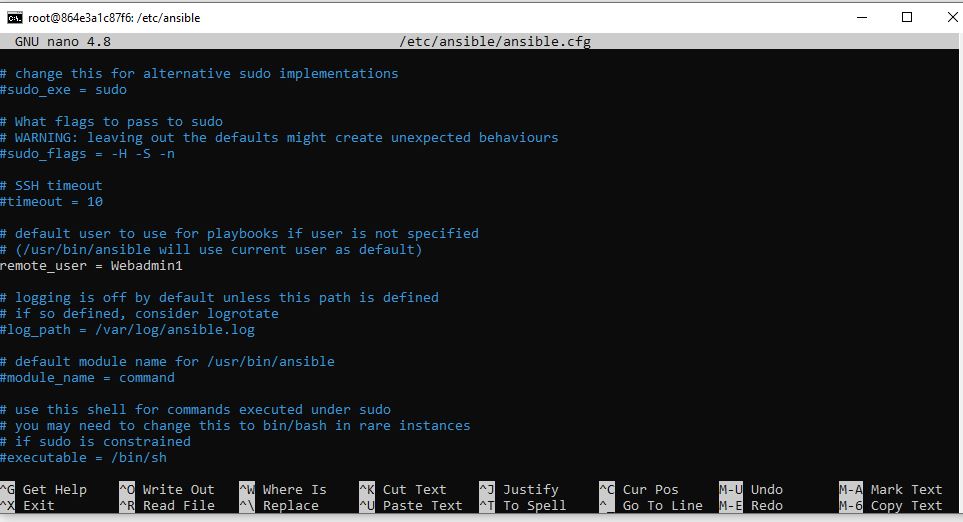 root@864e3a1c87f6: /etc/ansible
GNU nano 4.8 /etc/ansible/ansible.cfg
# change this for alternative sudo implementations
#sudo_exe = sudo
# What flags to pass to sudo
# WARNING: leaving out the defaults might create unexpected behaviours
#sudo_flags = -H -S -n
# SSH timeout
#timeout = 10
# default user to use for playbooks if user is not specified
# (/usr/bin/ansible will use current user as default)
remote_user = Webadmin1
# logging is off by default unless this path is defined
# if so defined, consider logrotate
#log_path = /var/log/ansible.log
# default module name for /usr/bin/ansible
#module_name = command
# use this shell for commands executed under sudo
# you may need to change this to bin/bash in rare instances
# if sudo is constrained
#executable = /bin/sh
^G Get Help ^O Write Out ^W Where Is ^K Cut Text ^J Justify ^C Cur Pos M-U Undo M-A Mark Text
^X Exit ^R Read File ^\ Replace ^U Paste Text ^T To Spell ^_ Go To Line M-E Redo M-6 Copy Text